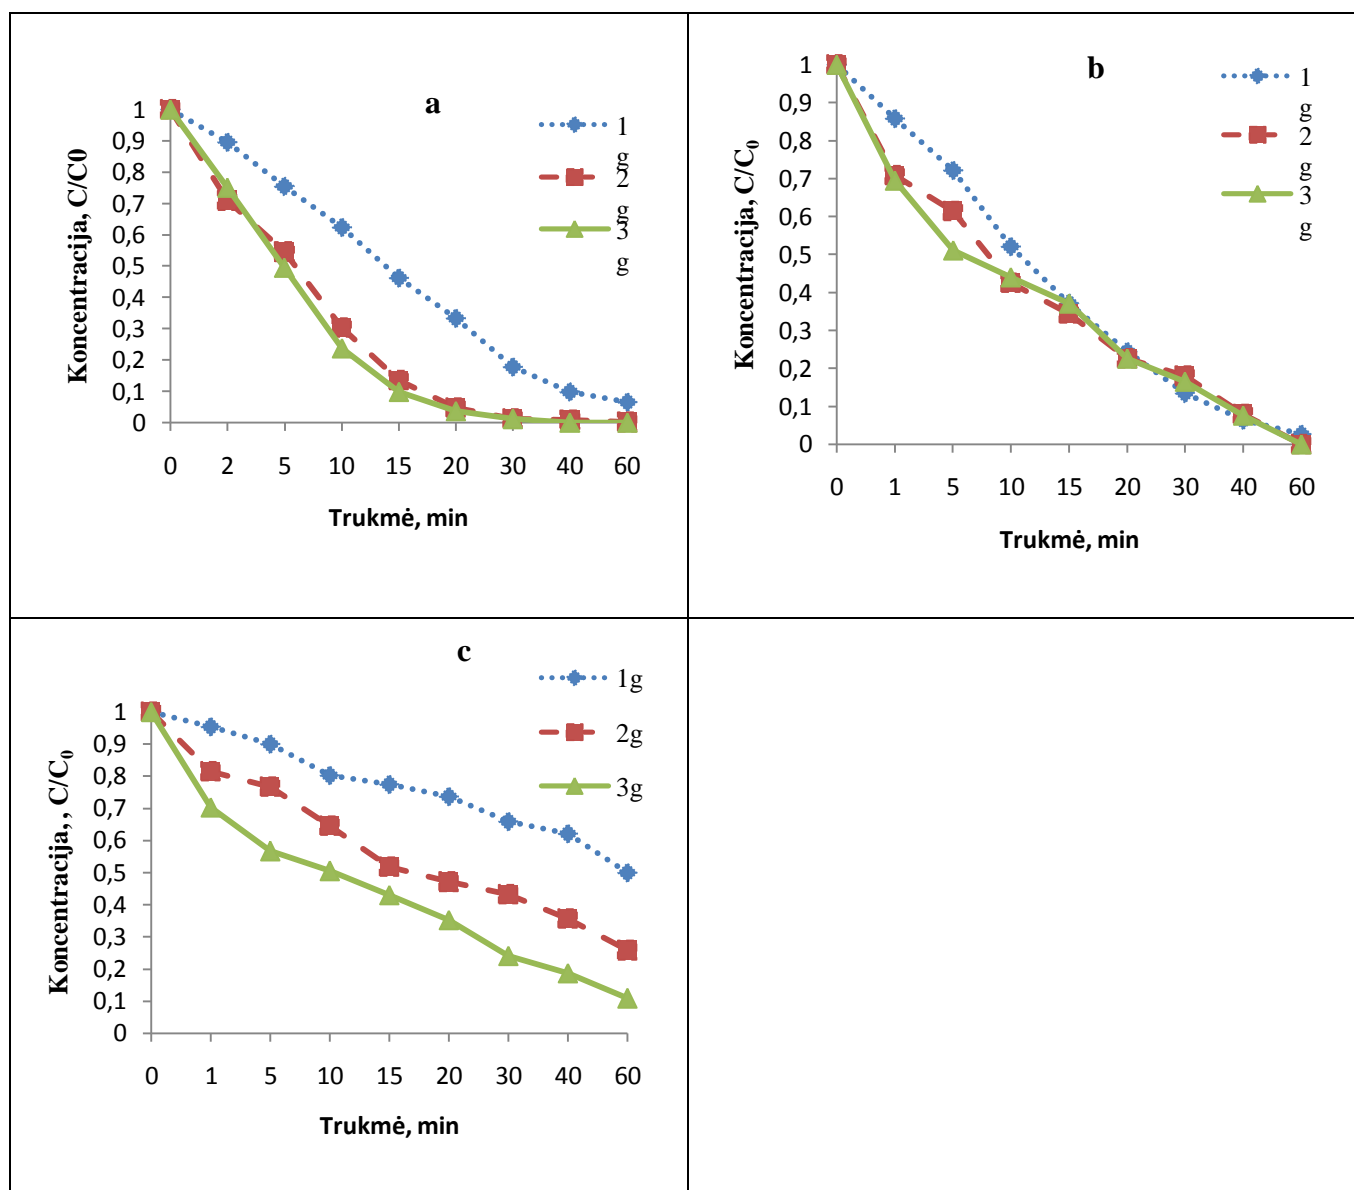 a
1
g
2
g
3
g
Koncentracija, C/C0
1
0,9
0,8
0,7
0,6
0,5
0,4
0,3
0,2
0,1
0
0 2 5 10 15 20 30 40 60
Trukmė, min
b
1
g
2
g
3
g
Koncentracija, C/C₀
1
0,9
0,8
0,7
0,6
0,5
0,4
0,3
0,2
0,1
0
0 1 5 10 15 20 30 40 60
Trukmė, min
c
1g
2g
3g
Koncentracija,, C/C₀
1
0,9
0,8
0,7
0,6
0,5
0,4
0,3
0,2
0,1
0
0 1 5 10 15 20 30 40 60
Trukmė, min